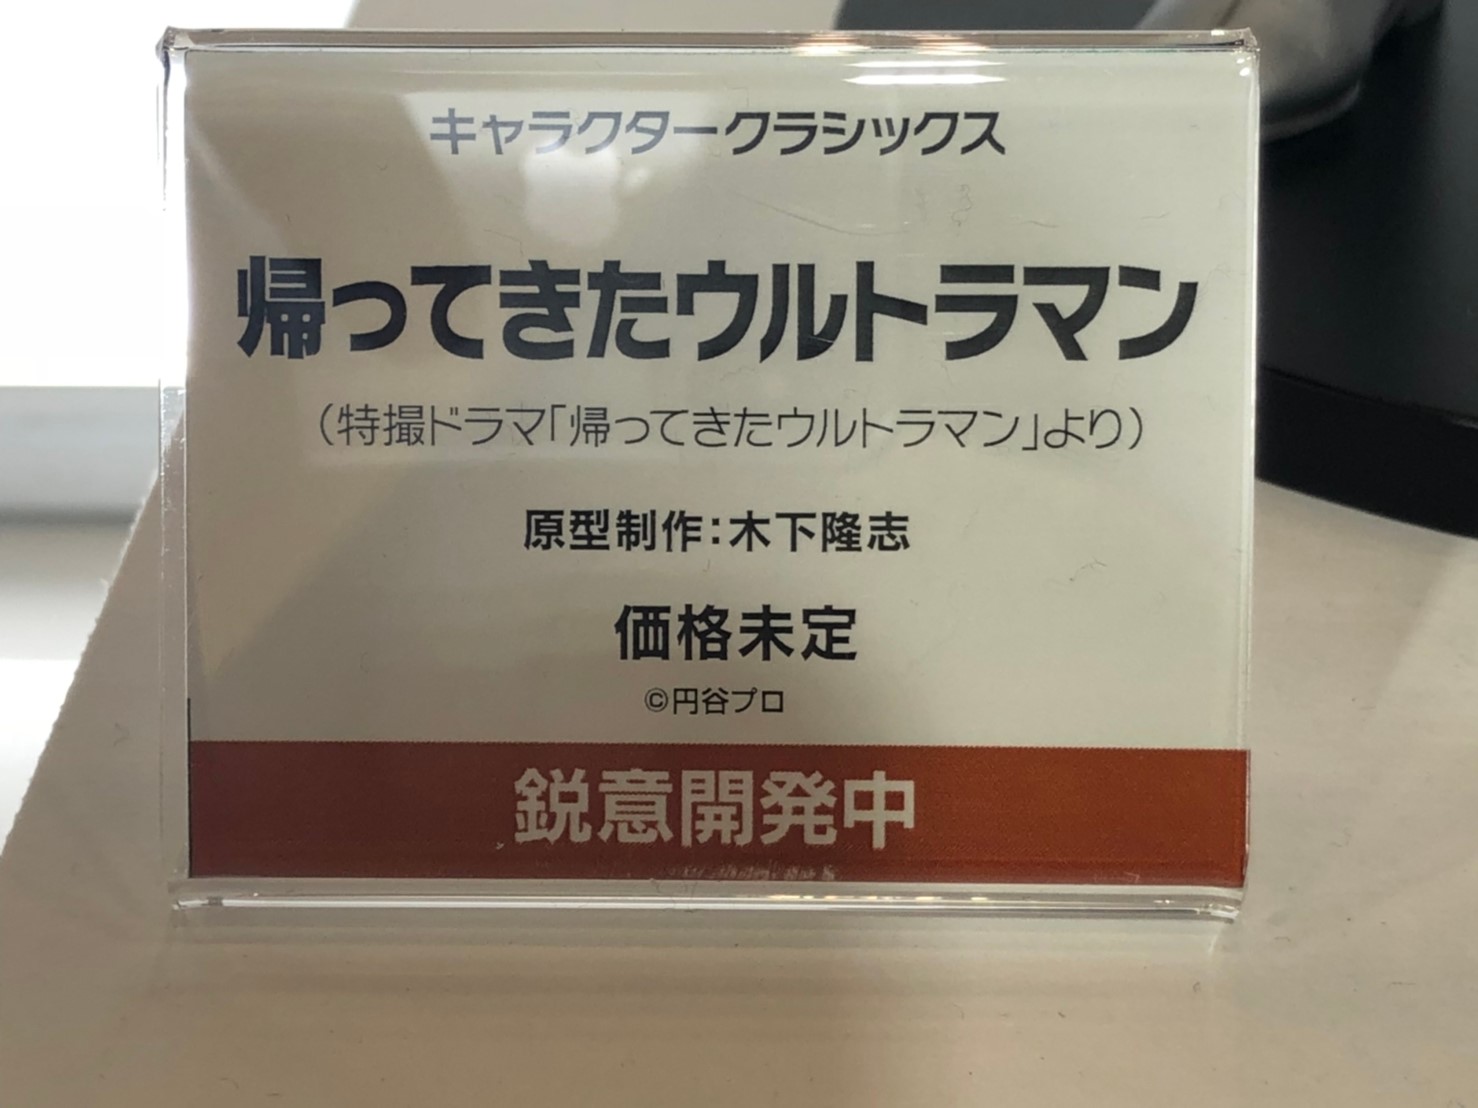 キャラクタークラシックス
帰ってきたウルトラマン
（特撮ドラマ「帰ってきたウルトラマン」より）
原型制作：木下隆志
価格未定
©円谷プロ
鋭意開発中